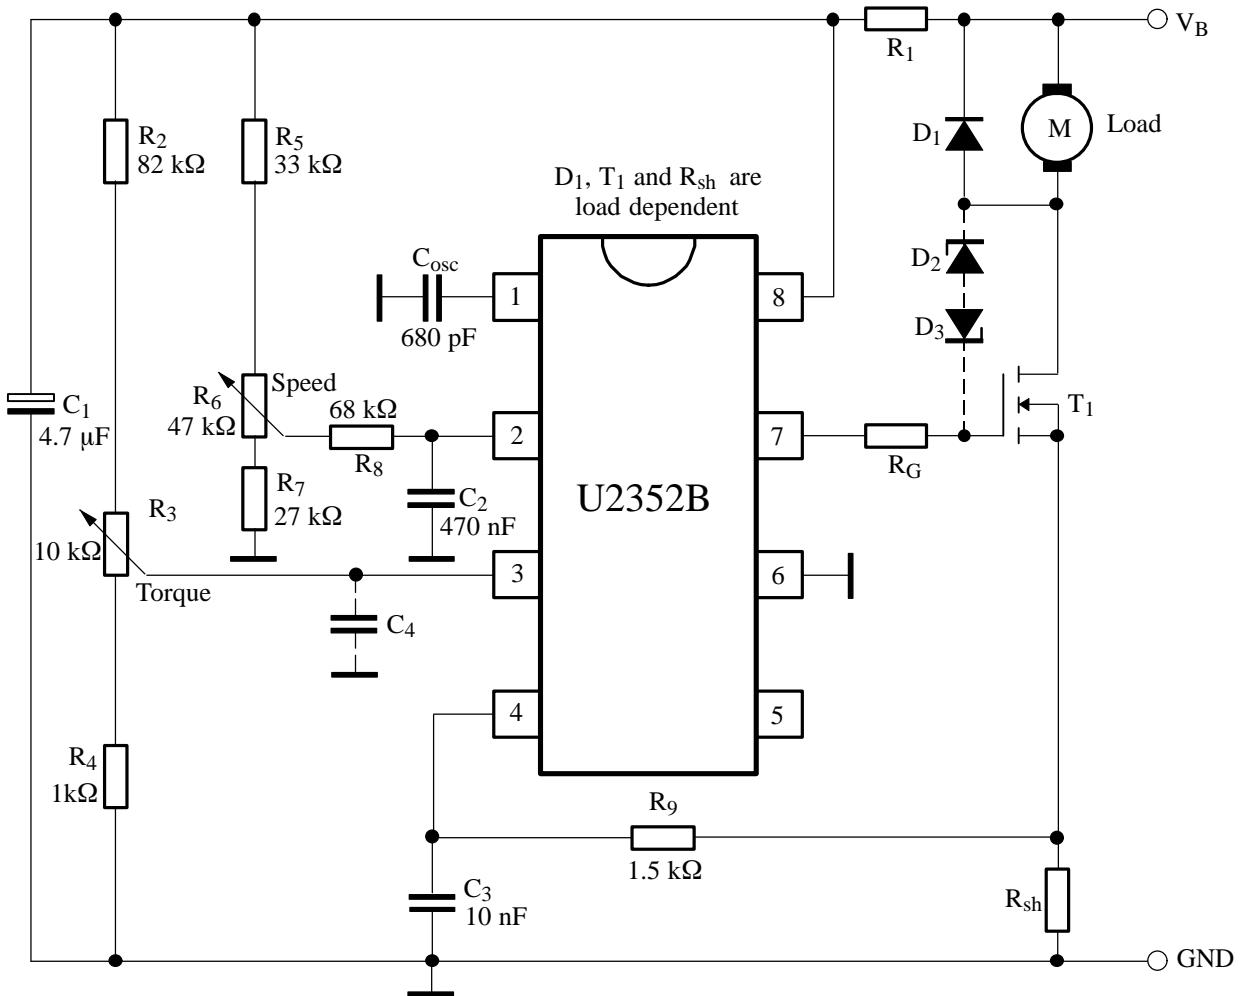 V_B
R_1
R_2
82 kΩ
R_5
33 kΩ
D_1
M
Load
D_1, T_1 and R_sh are
load dependent
C_osc
680 pF
1
8
D_2
D_3
Speed
R_6
47 kΩ
68 kΩ
R_8
C_1
4.7 µF
2
7
R_G
T_1
R_7
27 kΩ
C_2
470 nF
U2352B
R_3
10 kΩ
Torque
3
6
C_4
4
5
R_4
1kΩ
R_9
1.5 kΩ
C_3
10 nF
R_sh
GND